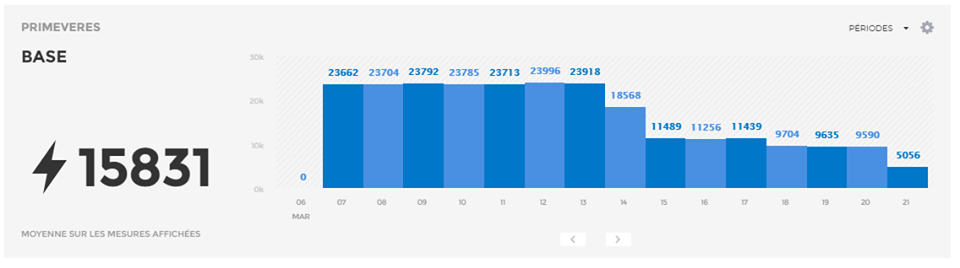 PRIMEVERES
PÉRIODES
BASE
30k
23662 23704 23792 23785 23713 23996 23918
20k
18568
11489 11256 11439
10k
9704 9635 9590
15831
5056
0
0k
06 07 08 09 10 11 12 13 14 15 16 17 18 19 20 21
MAR
MOYENNE SUR LES MESURES AFFICHÉES